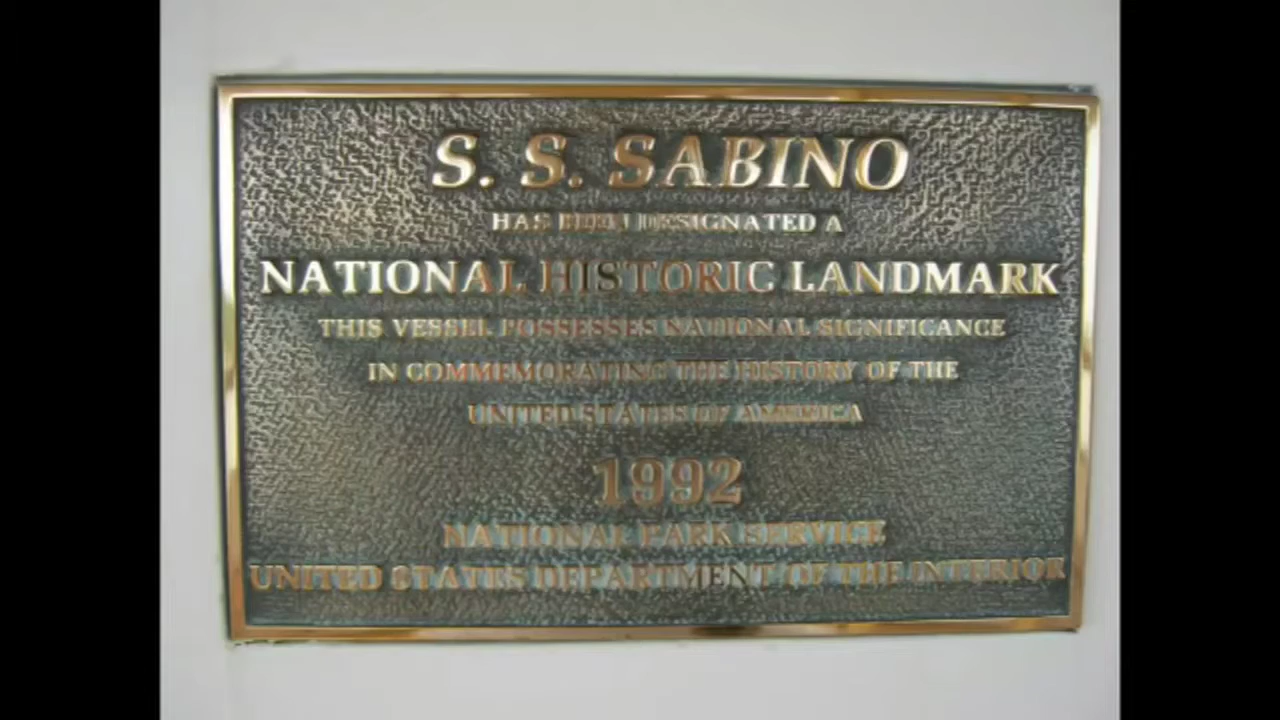 S. S. SABINO
HAS BEEN DESIGNATED A
NATIONAL HISTORIC LANDMARK
THIS VESSEL POSSESSES NATIONAL SIGNIFICANCE
IN COMMEMORATING THE HISTORY OF THE
UNITED STATES OF AMERICA
1992
NATIONAL PARK SERVICE
UNITED STATES DEPARTMENT OF THE INTERIOR